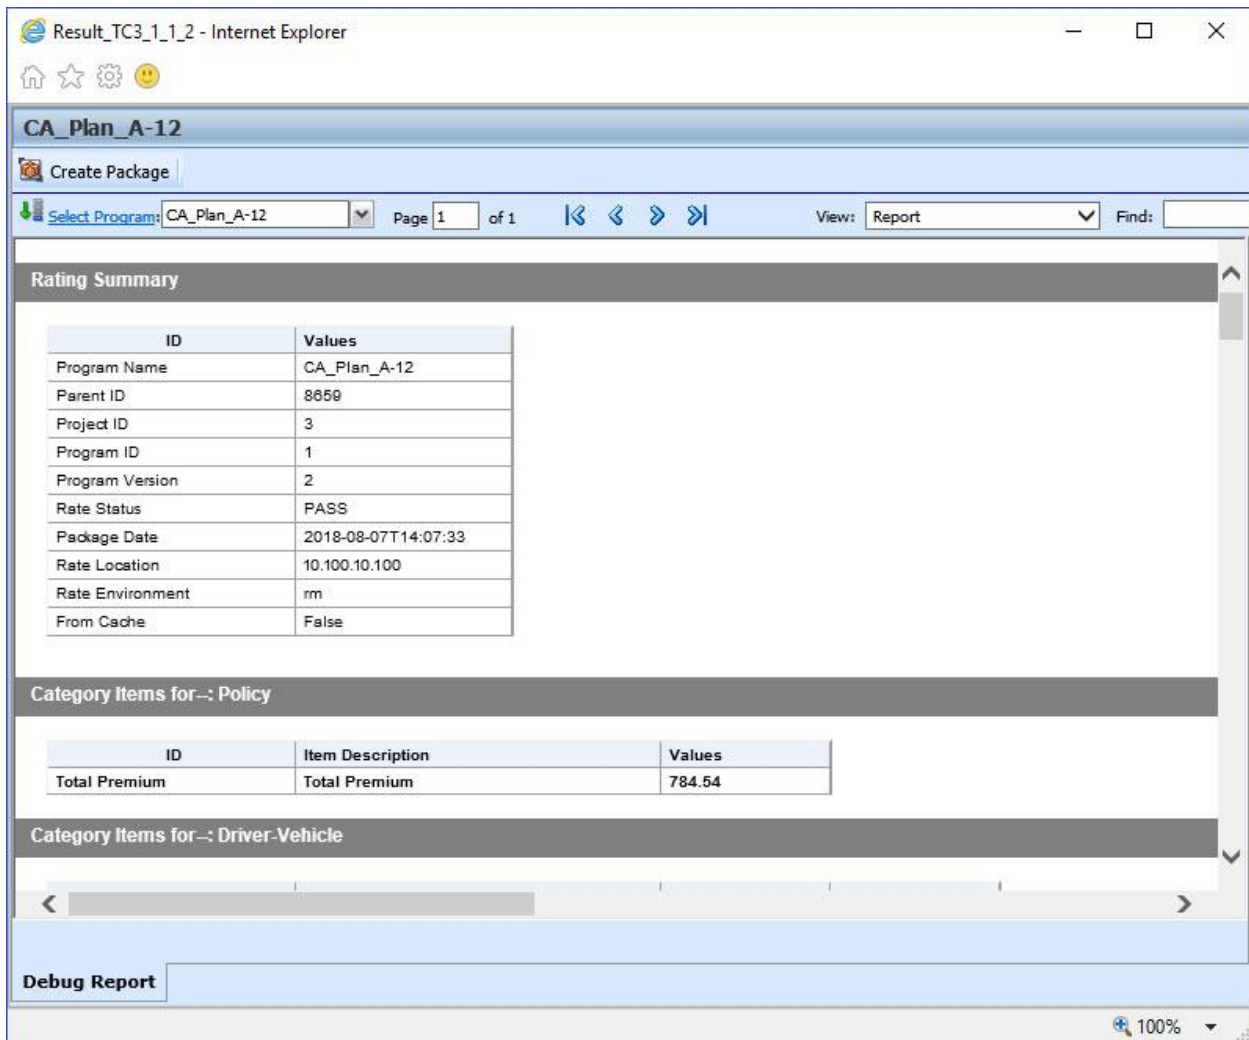 Result_TC3_1_1_2 - Internet Explorer
CA_Plan_A-12
Create Package
Select Program: CA_Plan_A-12 Page 1 of 1 View: Report Find:
Rating Summary
ID Values
Program Name CA_Plan_A-12
Parent ID 8659
Project ID 3
Program ID 1
Program Version 2
Rate Status PASS
Package Date 2018-08-07T14:07:33
Rate Location 10.100.10.100
Rate Environment rm
From Cache False
Category Items for--: Policy
ID Item Description Values
Total Premium Total Premium 784.54
Category Items for--: Driver-Vehicle
Debug Report
100%